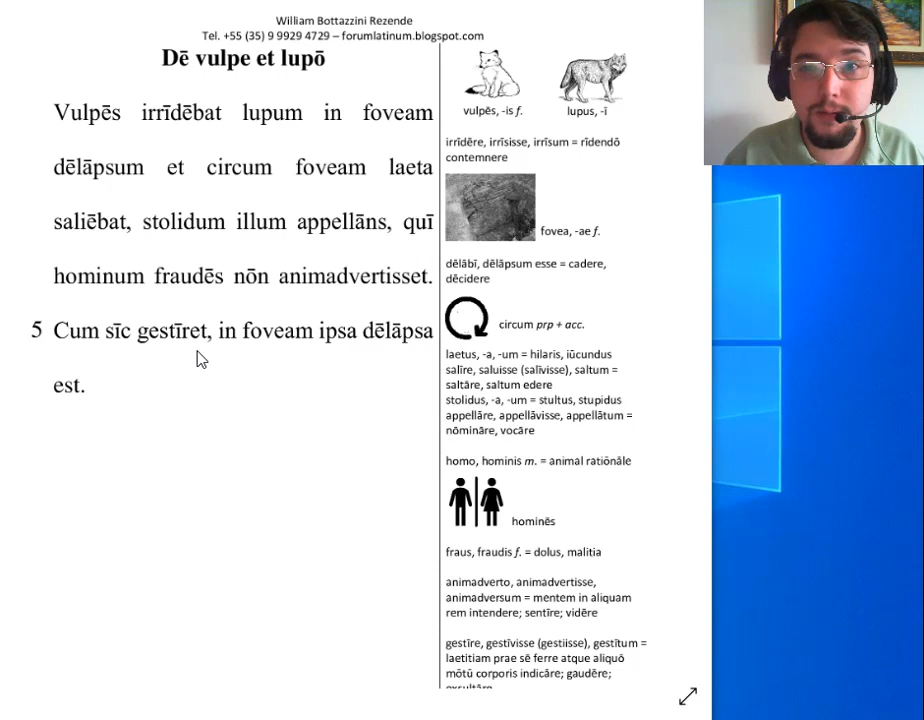 William Bottazzini Rezende
Tel. +55 (35) 9 9929 4729 – forumlatinum.blogspot.com
Dē vulpe et lupō
Vulpēs irrīdēbat lupum in foveam
dēlāpsum et circum foveam laeta
saliēbat, stolidum illum appellāns, quī
hominum fraudēs nōn animadvertisset.
5 Cum sīc gestīret, in foveam ipsa dēlāpsa
est.
vulpēs, -is f.
lupus, -ī
irrīdēre, irrīsisse, irrīsum = rīdendō
contemnere
fovea, -ae f.
dēlābī, dēlāpsum esse = cadere,
dēcidere
circum prp + acc.
laetus, -a, -um = hilaris, iūcundus
salīre, saluisse (salīvisse), saltum =
saltāre, saltum edere
stolidus, -a, -um = stultus, stupidus
appellāre, appellāvisse, appellātum =
nōmināre, vocāre
homo, hominis m. = animal ratiōnāle
hominēs
fraus, fraudis f. = dolus, malitia
animadverto, animadvertisse,
animadversum = mentem in aliquam
rem intendere; sentīre; vidēre
gestīre, gestīvisse (gestiisse), gestītum =
laetitiam prae sē ferre atque aliquō
mōtū corporis indicāre; gaudēre;